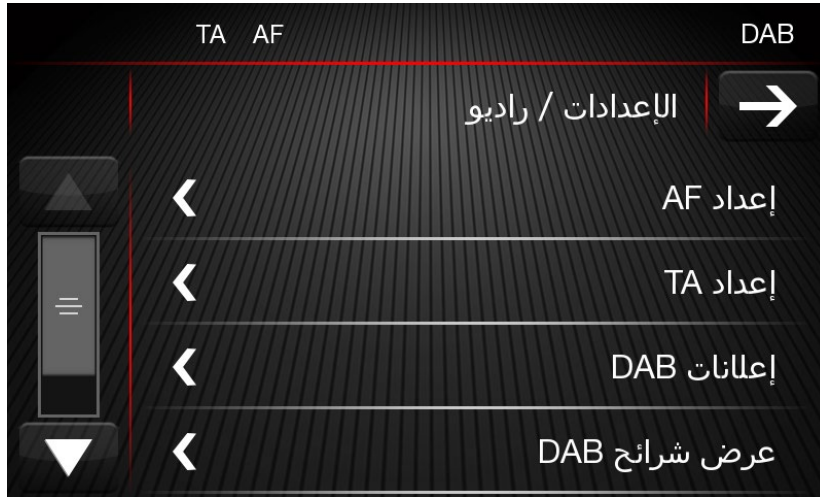 TA AF DAB
الإعدادات / راديو
إعداد AF
إعداد TA
إعلانات DAB
عرض شرائح DAB